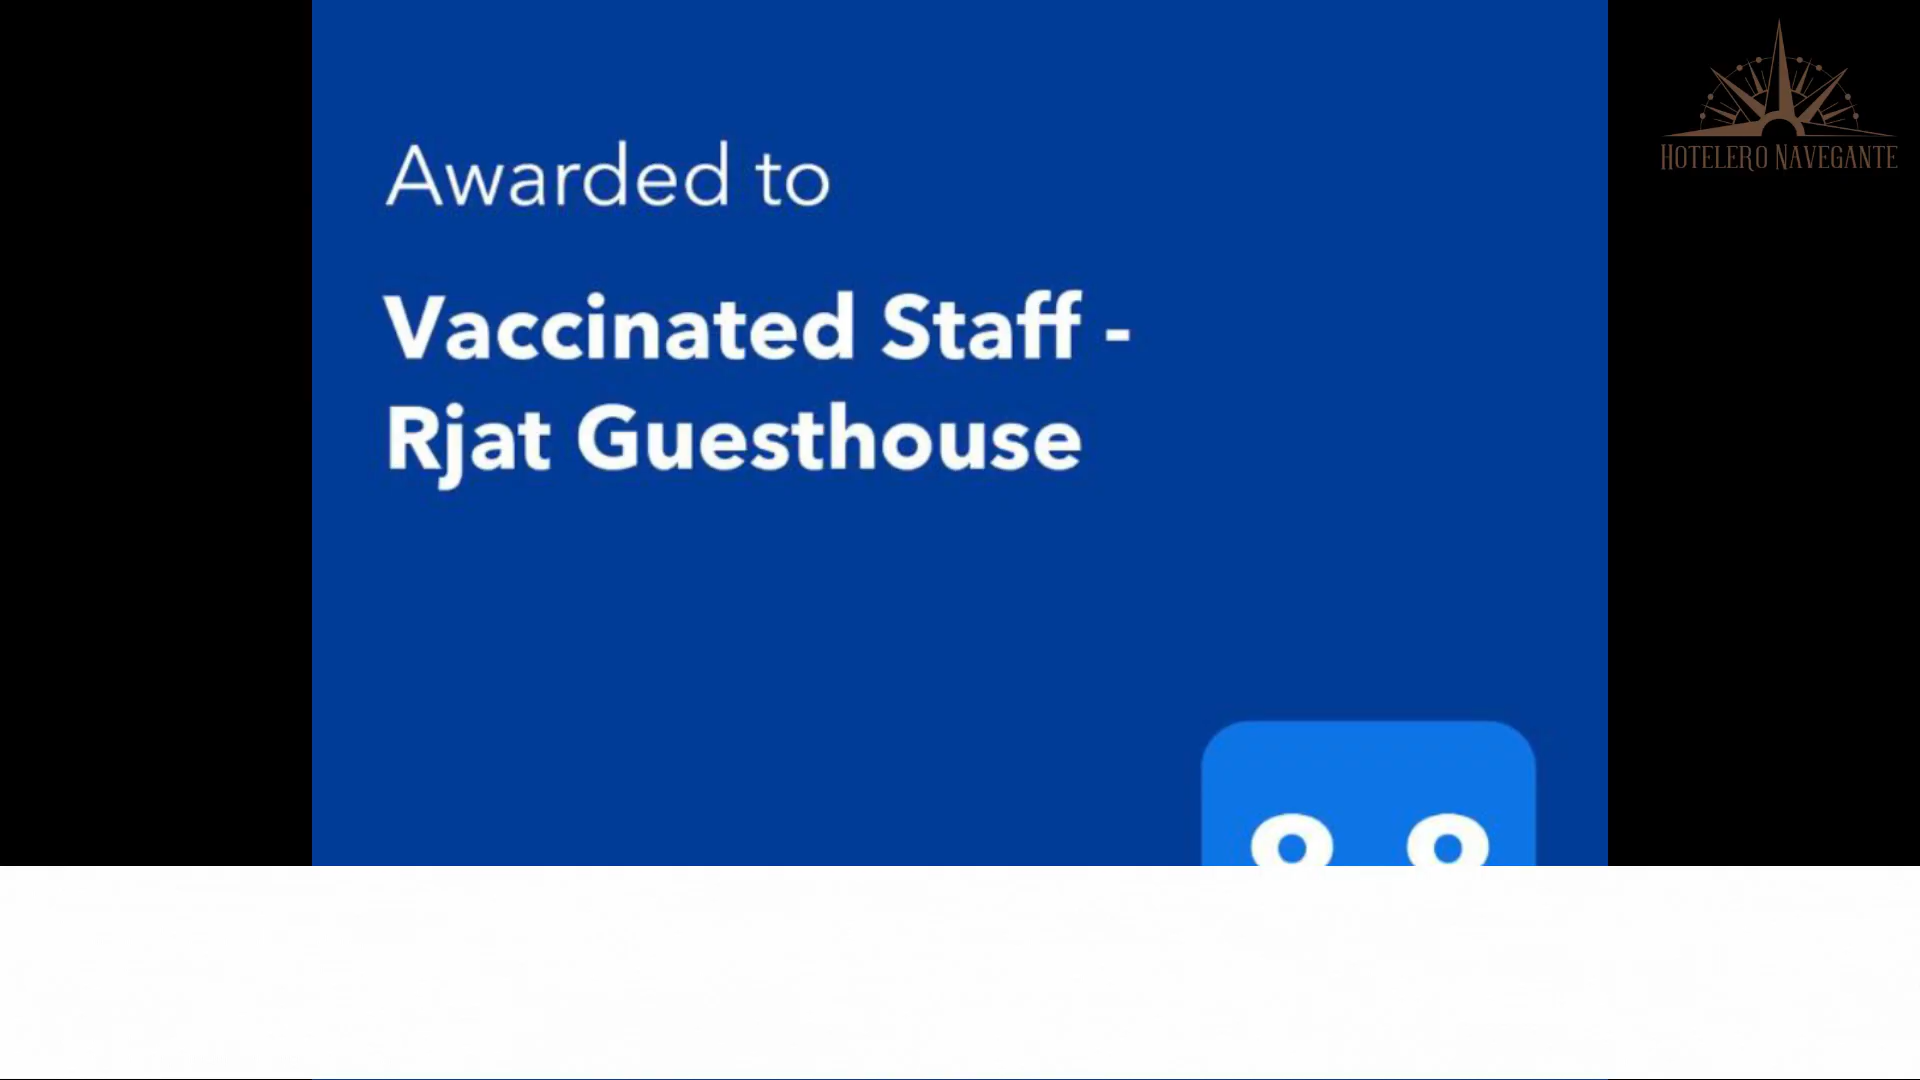 Awarded to
Vaccinated Staff -
Rjat Guesthouse
HOTELERO NAVEGANTE